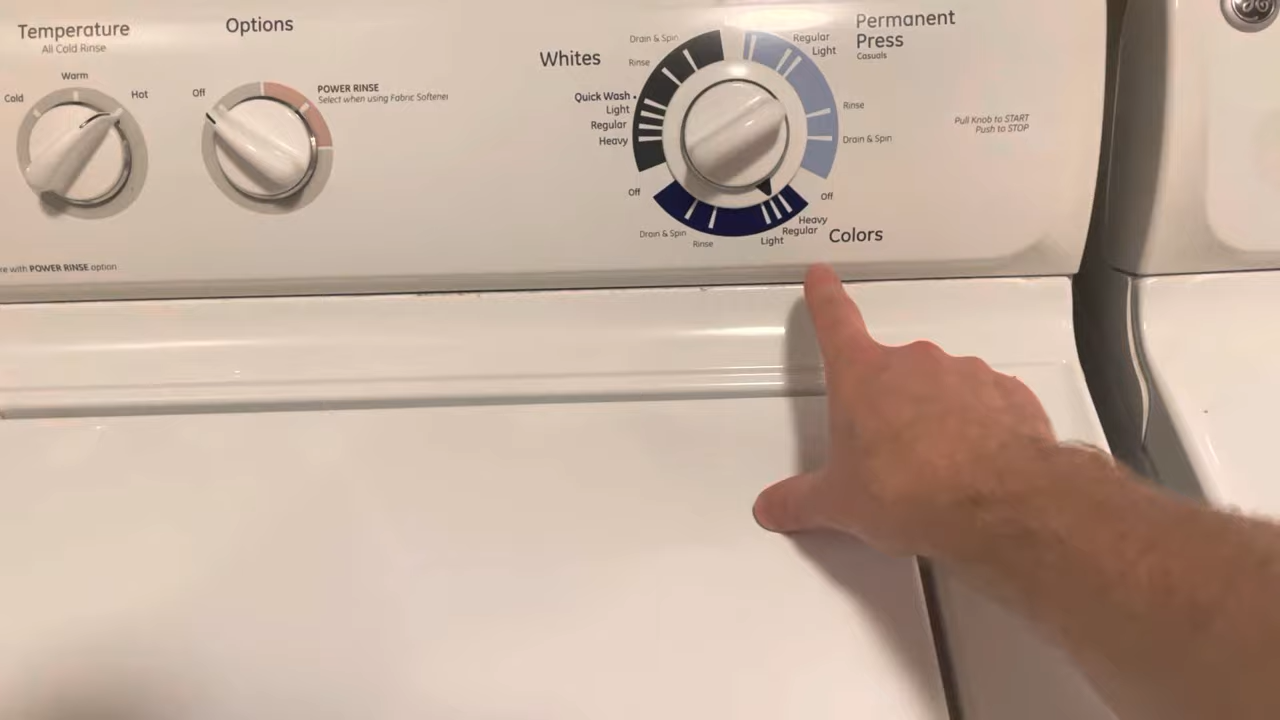 Temperature
All Cold Rinse
Cold
Warm
Hot
Options
Off
POWER RINSE
Select when using Fabric Softener
re with POWER RINSE option
Whites
Drain & Spin
Rinse
Quick Wash
Light
Regular
Heavy
Off
Permanent
Press
Casuals
Regular
Light
Rinse
Drain & Spin
Off
Colors
Heavy
Regular
Light
Rinse
Drain & Spin
Pull Knob to START
Push to STOP
GE